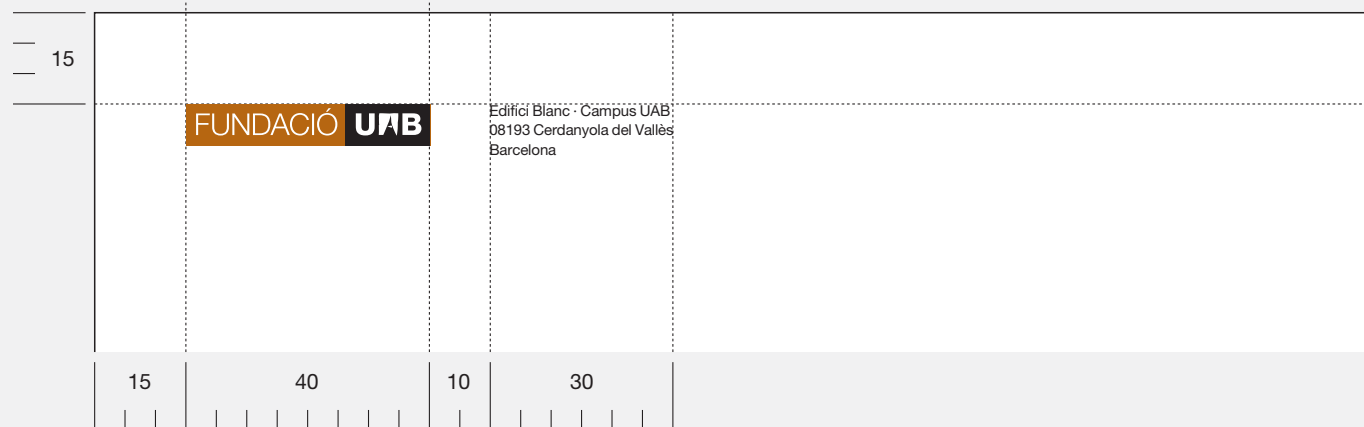 15
FUNDACIÓ UAB
Edifici Blanc · Campus UAB
08193 Cerdanyola del Vallès
Barcelona
15 40 10 30